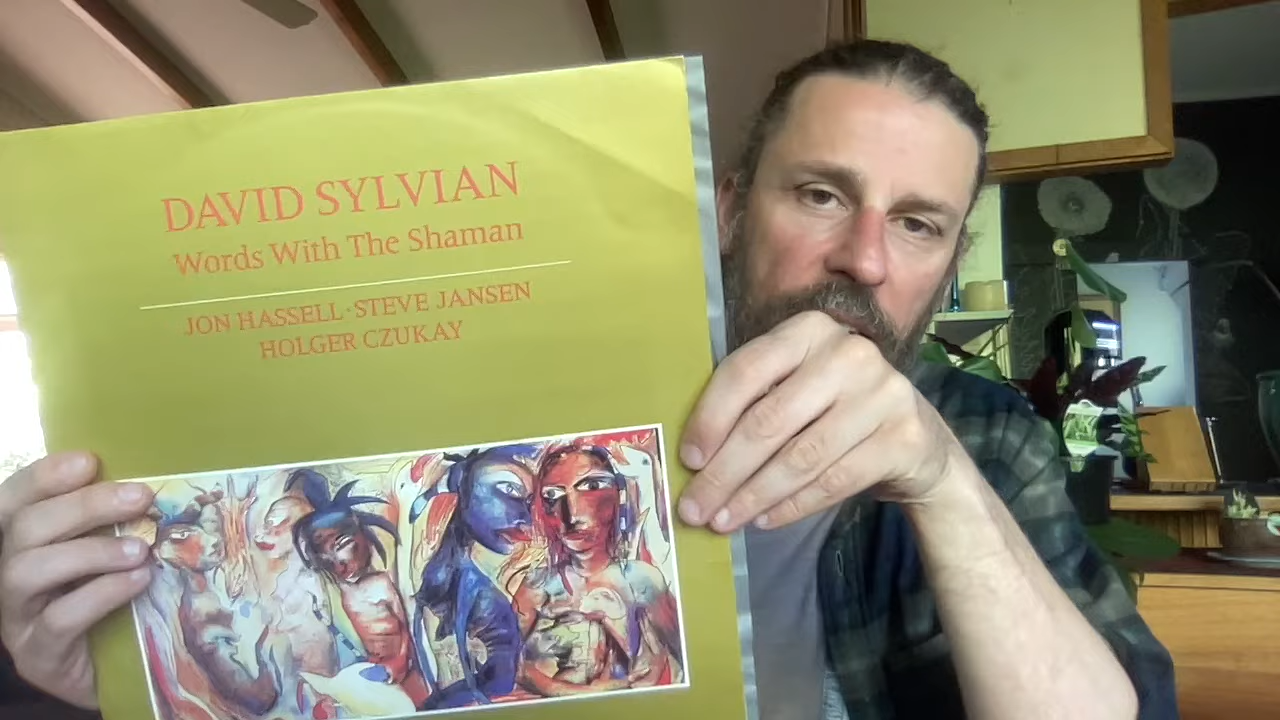 DAVID SYLVIAN
Words With The Shaman
JON HASSELL · STEVE JANSEN
HOLGER CZUKAY